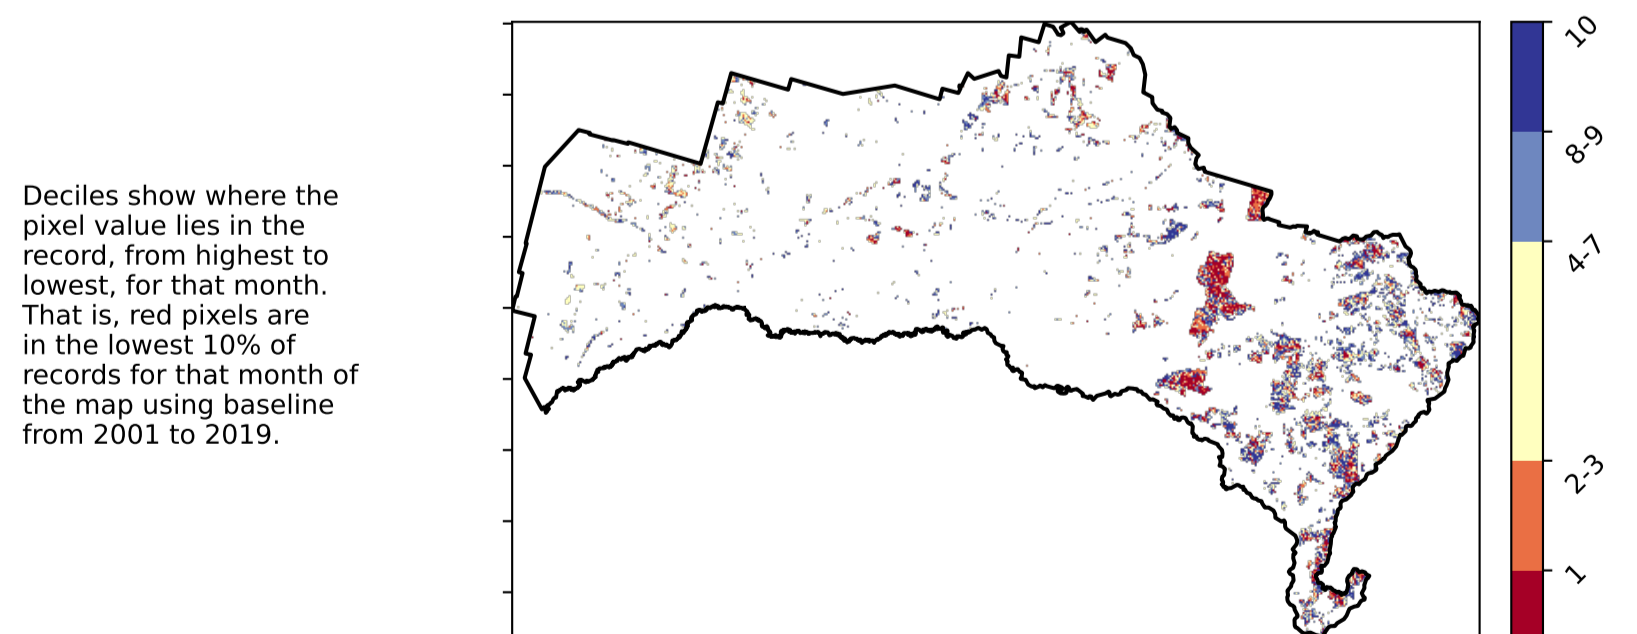 Deciles show where the
pixel value lies in the
record, from highest to
lowest, for that month.
That is, red pixels are
in the lowest 10% of
records for that month of
the map using baseline
from 2001 to 2019.
10
8-9
4-7
2-3
1